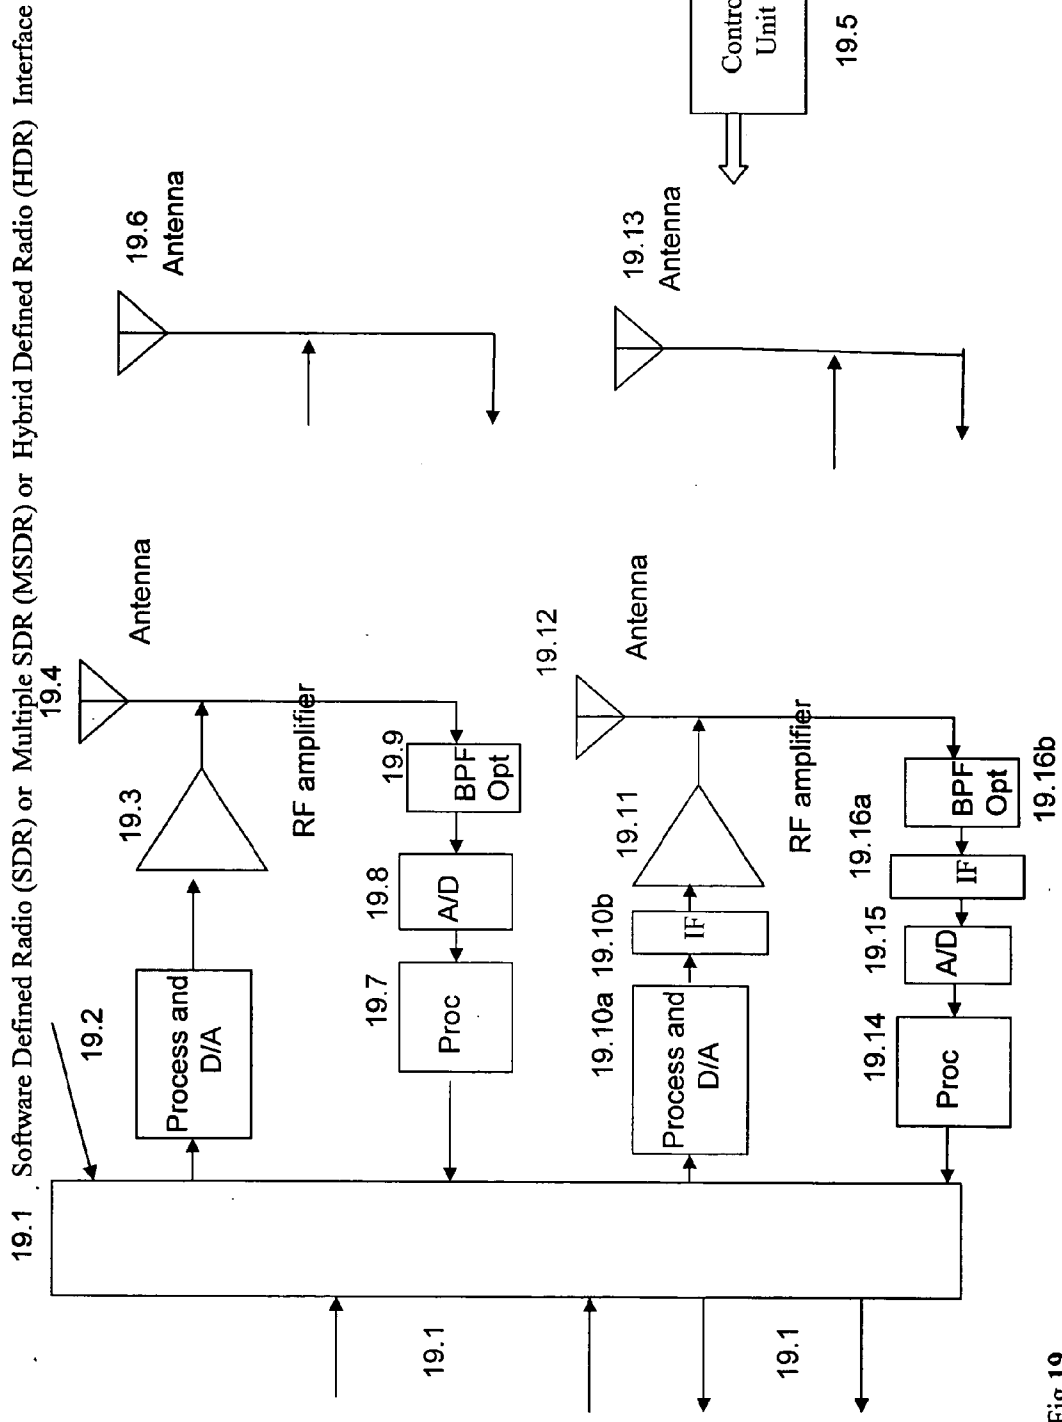 19.1 Software Defined Radio (SDR) or Multiple SDR (MSDR) or Hybrid Defined Radio (HDR) Interface
19.4
Antenna
19.6
Antenna
19.2
Process and
D/A
19.3
RF amplifier
19.7
Proc
19.8
A/D
19.9
BPF
Opt
19.12
Antenna
19.13
Antenna
Unit
19.5
19.10a
Process and
D/A
19.10b
IF
19.11
RF amplifier
19.14
Proc
19.15
A/D
19.16a
IF
BPF
Opt
19.16b
19.1
19.1
Fig 19